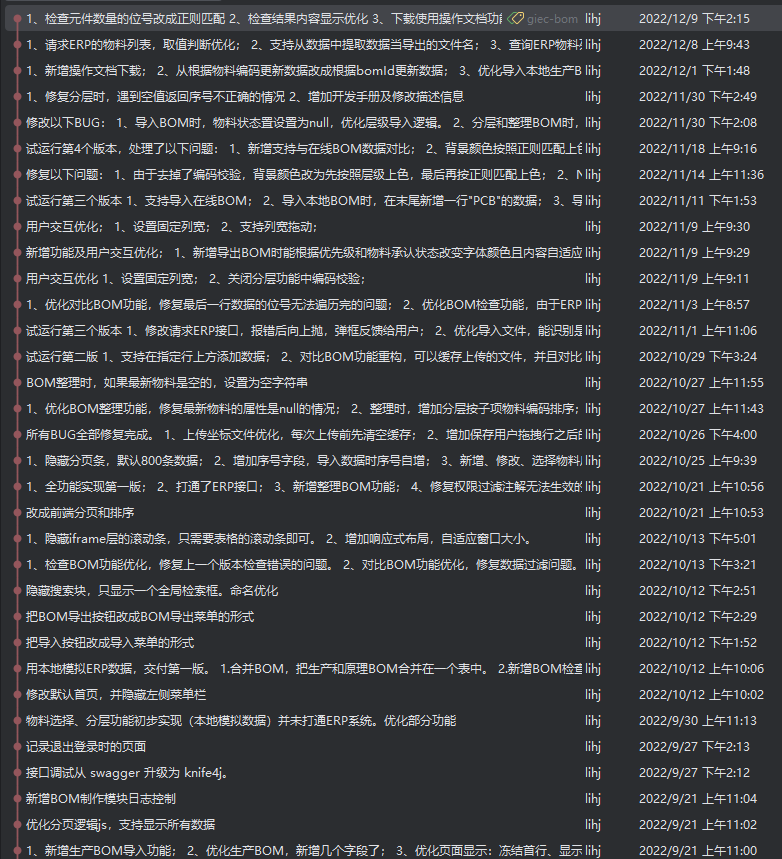 1、检查元件数量的位号改成正则匹配 2、检查结果内容显示优化 3、下载使用操作文档功能 giec-bom lihj 2022/12/9 下午2:15
1、请求ERP的物料列表，取值判断优化； 2、支持从数据中提取数据当导出的文件名； 3、查询ERP物料 lihj 2022/12/8 上午9:43
1、新增操作文档下载； 2、从根据物料编码更新数据改成根据bomId更新数据； 3、优化导入本地生产B lihj 2022/12/1 下午1:48
1、修复分层时，遇到空值返回序号不正确的情况 2、增加开发手册及修改描述信息 lihj 2022/11/30 下午2:49
修改以下BUG： 1、导入BOM时，物料状态置设置为null，优化层级导入逻辑。 2、分层和整理BOM时， lihj 2022/11/30 下午2:08
试运行第4个版本，处理了以下问题： 1、新增支持与在线BOM数据对比； 2、背景颜色按照正则匹配上色 lihj 2022/11/18 上午9:16
修复以下问题： 1、由于去掉了编码校验，背景颜色改为先按照层级上色，最后再按正则匹配上色； 2、N lihj 2022/11/14 上午11:36
试运行第三个版本 1、支持导入在线BOM； 2、导入本地BOM时，在末尾新增一行"PCB"的数据； 3、导 lihj 2022/11/11 下午1:53
用户交互优化； 1、设置固定列宽； 2、支持列宽拖动； lihj 2022/11/9 上午9:30
新增功能及用户交互优化； 1、新增导出BOM时能根据优先级和物料承认状态改变字体颜色且内容自适应 lihj 2022/11/9 上午9:29
用户交互优化 1、设置固定列宽； 2、关闭分层功能中编码校验； lihj 2022/11/9 上午9:11
1、优化对比BOM功能，修复最后一行数据的位号无法遍历完的问题； 2、优化BOM检查功能，由于ERP lihj 2022/11/3 上午8:57
试运行第三个版本 1、修改请求ERP接口，报错后向上抛，弹框反馈给用户； 2、优化导入文件，能识别是 lihj 2022/11/1 上午11:06
试运行第二版 1、支持在指定行上方添加数据； 2、对比BOM功能重构，可以缓存上传的文件，并且对比 lihj 2022/10/29 下午3:24
BOM整理时，如果最新物料是空的，设置为空字符串 lihj 2022/10/27 上午11:55
1、优化BOM整理功能，修复最新物料的属性是null的情况； 2、整理时，增加分层按子项物料编码排序； lihj 2022/10/27 上午11:43
所有BUG全部修复完成。 1、上传坐标文件优化，每次上传前先清空缓存； 2、增加保存用户拖拽行之后的 lihj 2022/10/26 下午4:00
1、隐藏分页条，默认800条数据； 2、增加序号字段，导入数据时序号自增； 3、新增、修改、选择物料 lihj 2022/10/25 上午9:39
1、全功能实现第一版； 2、打通了ERP接口； 3、新增整理BOM功能； 4、修复权限过滤注解无法生效的 lihj 2022/10/21 上午10:56
改成前端分页和排序 lihj 2022/10/21 上午10:53
1、隐藏iframe层的滚动条，只需要表格的滚动条即可。 2、增加响应式布局，自适应窗口大小。 lihj 2022/10/13 下午5:01
1、检查BOM功能优化，修复上一个版本检查错误的问题。 2、对比BOM功能优化，修复数据过滤问题。 lihj 2022/10/13 下午3:21
隐藏搜索块，只显示一个全局检索框。命名优化 lihj 2022/10/12 下午2:51
把BOM导出按钮改成BOM导出菜单的形式 lihj 2022/10/12 下午2:29
把导入按钮改成导入菜单的形式 lihj 2022/10/12 下午1:52
用本地模拟ERP数据，交付第一版。 1.合并BOM，把生产和原理BOM合并在一个表中。 2.新增BOM检查 lihj 2022/10/12 上午10:06
修改默认首页，并隐藏左侧菜单栏 lihj 2022/10/12 上午10:02
物料选择、分层功能初步实现（本地模拟数据）并未打通ERP系统。优化部分功能 lihj 2022/9/30 上午11:13
记录退出登录时的页面 lihj 2022/9/27 下午2:13
接口调试从 swagger 升级为 knife4j。 lihj 2022/9/27 下午2:12
新增BOM制作模块日志控制 lihj 2022/9/21 上午11:04
优化分页逻辑js，支持显示所有数据 lihj 2022/9/21 上午11:02
1、新增生产BOM导入功能； 2、优化生产BOM，新增几个字段了； 3、优化页面显示：冻结首行、显示 lihj 2022/9/21 上午11:00